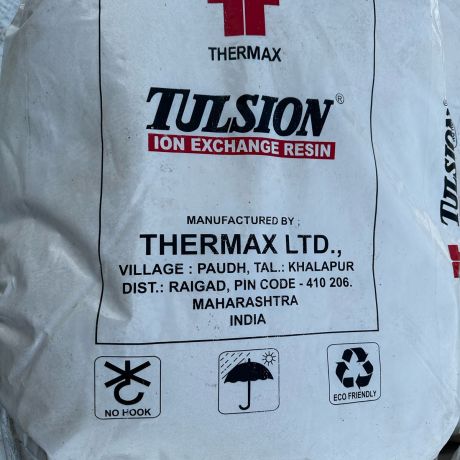 THERMAX
TULSION®
ION EXCHANGE RESIN
MANUFACTURED BY :
THERMAX LTD.,
VILLAGE : PAUDH, TAL.: KHALAPUR
DIST.: RAIGAD, PIN CODE - 410 206.
MAHARASHTRA
INDIA
NO HOOK
ECO FRIENDLY